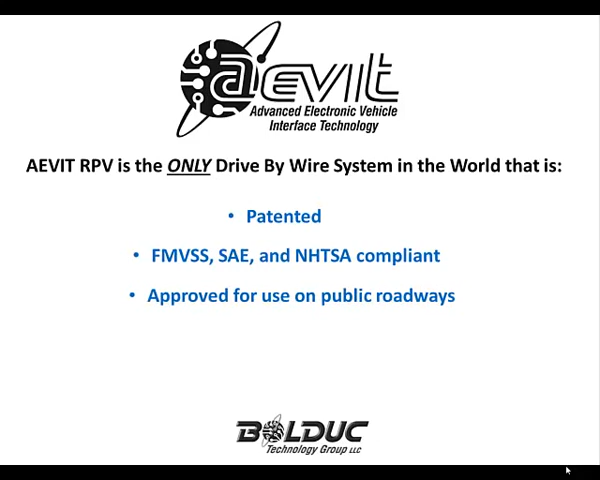 aevit
Advanced Electronic Vehicle
Interface Technology
AEVIT RPV is the ONLY Drive By Wire System in the World that is:
• Patented
• FMVSS, SAE, and NHTSA compliant
• Approved for use on public roadways
BOLDUC
Technology Group LLC